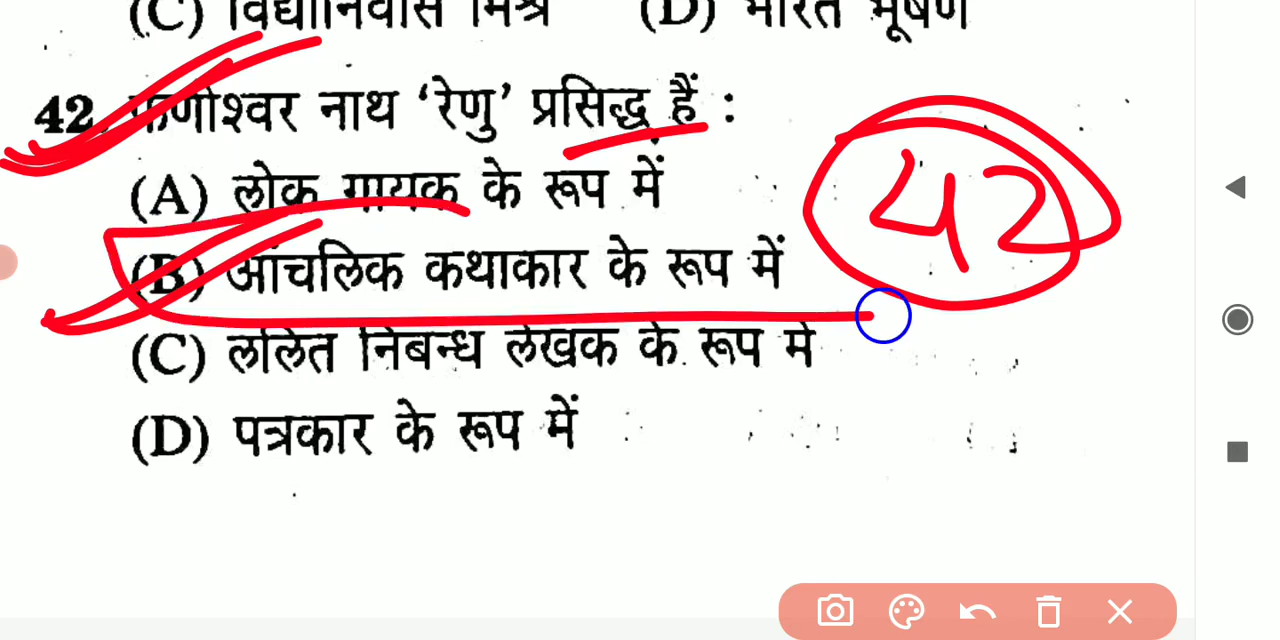 (C) विद्यानिवास मिश्र (D) भारत भूषण
42. फणीश्वर नाथ ‘रेणु’ प्रसिद्ध हैं :
(A) लोक गायक के रूप में
42
(B) आंचलिक कथाकार के रूप में
(C) ललित निबन्ध लेखक के रूप में
(D) पत्रकार के रूप में